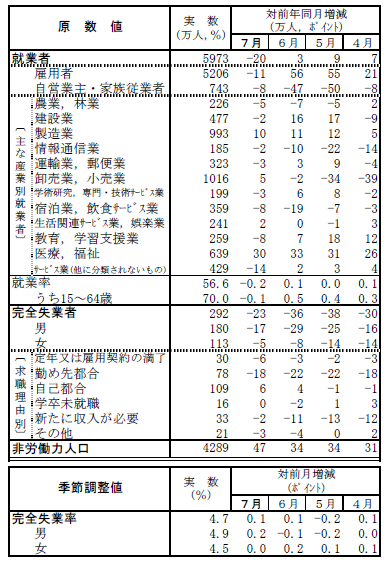 原 数 値 実 数 (万人, %) 対前年同月増減 (万人, ポイント)
7月 6月 5月 4月
就業者 5973 -20 3 9 7
雇用者 5206 -11 56 55 21
自営業主・家族従業者 743 -8 -47 -50 -8
〔主な産業別就業者〕
農業, 林業 226 -5 -7 -5 2
建設業 477 -2 16 17 -9
製造業 993 10 11 12 5
情報通信業 185 -2 -10 -22 -14
運輸業, 郵便業 323 -3 3 9 -4
卸売業, 小売業 1016 5 -2 -34 -39
学術研究, 専門・技術サービス業 199 -3 6 8 -2
宿泊業, 飲食サービス業 359 -8 -19 -7 -3
生活関連サービス業, 娯楽業 241 2 0 -1 3
教育, 学習支援業 259 -8 7 18 12
医療, 福祉 639 30 33 31 26
サービス業(他に分類されないもの) 429 -14 2 3 4
就業率 56.6 -0.2 0.1 0.0 0.1
うち15~64歳 70.0 -0.1 0.5 0.4 0.3
完全失業者 292 -23 -36 -38 -30
男 180 -17 -29 -25 -16
女 113 -5 -8 -14 -14
〔求職理由別〕
定年又は雇用契約の満了 30 -6 -3 -2 -3
勤め先都合 78 -18 -22 -22 -18
自己都合 109 6 4 -1 -1
学卒未就職 16 0 -2 1 3
新たに収入が必要 33 -2 -11 -13 -12
その他 21 -3 -4 0 2
非労働力人口 4289 47 34 34 31
季節調整値 実 数 (%) 対前月増減 (ポイント)
7月 6月 5月 4月
完全失業率 4.7 0.1 0.1 -0.2 0.1
男 4.9 0.2 -0.1 -0.2 0.0
女 4.5 0.0 0.2 0.1 0.1